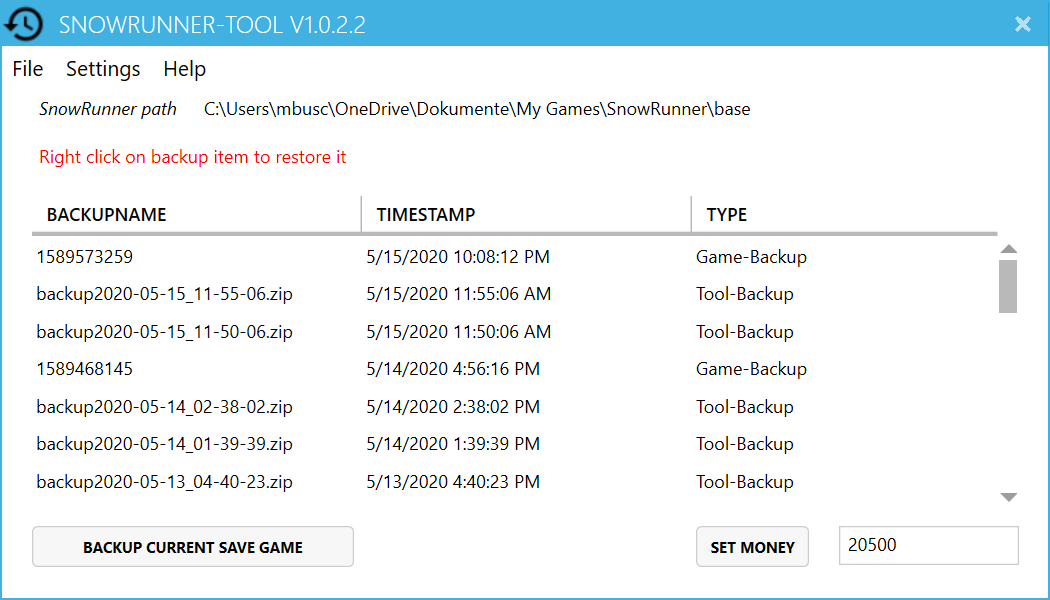 SNOWRUNNER-TOOL V1.0.2.2
File Settings Help
SnowRunner path C:\Users\mbusc\OneDrive\Dokumente\My Games\SnowRunner\base
Right click on backup item to restore it
BACKUPNAME TIMESTAMP TYPE
1589573259 5/15/2020 10:08:12 PM Game-Backup
backup2020-05-15_11-55-06.zip 5/15/2020 11:55:06 AM Tool-Backup
backup2020-05-15_11-50-06.zip 5/15/2020 11:50:06 AM Tool-Backup
1589468145 5/14/2020 4:56:16 PM Game-Backup
backup2020-05-14_02-38-02.zip 5/14/2020 2:38:02 PM Tool-Backup
backup2020-05-14_01-39-39.zip 5/14/2020 1:39:39 PM Tool-Backup
backup2020-05-13_04-40-23.zip 5/13/2020 4:40:23 PM Tool-Backup
BACKUP CURRENT SAVE GAME SET MONEY 20500